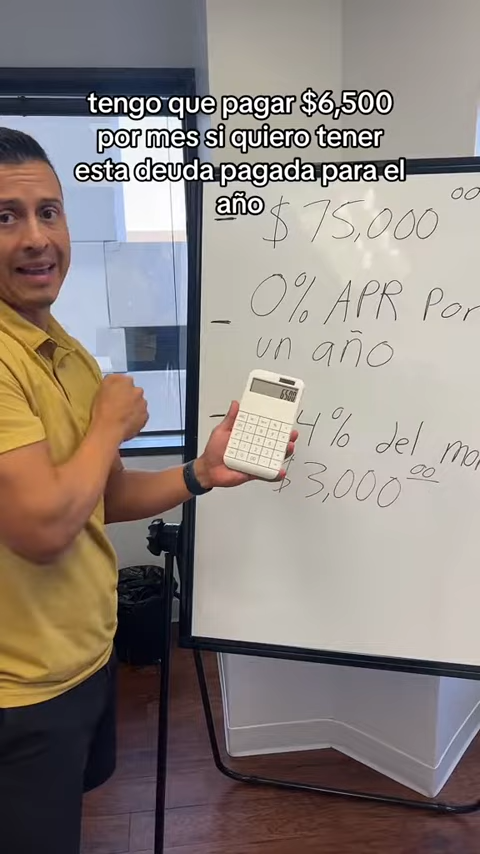 tengo que pagar $6,500
por mes si quiero tener
esta deuda pagada para el
año
- $75,000 00
0% APR Por
- un año
- 4% del
$3,000 00
6500